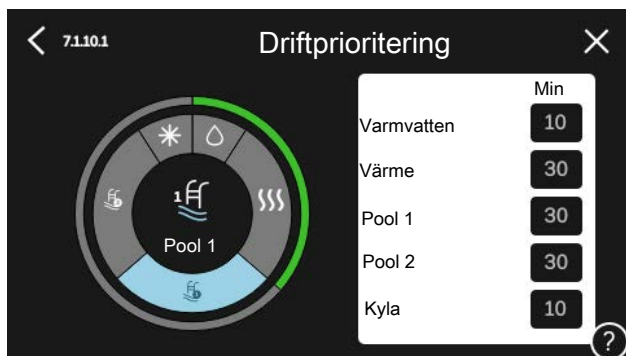 7.1.10.1 Driftprioritering
Min
Varmvatten 10
Värme 30
Pool 1 30
Pool 2 30
Kyla 10
1
Pool 1
?